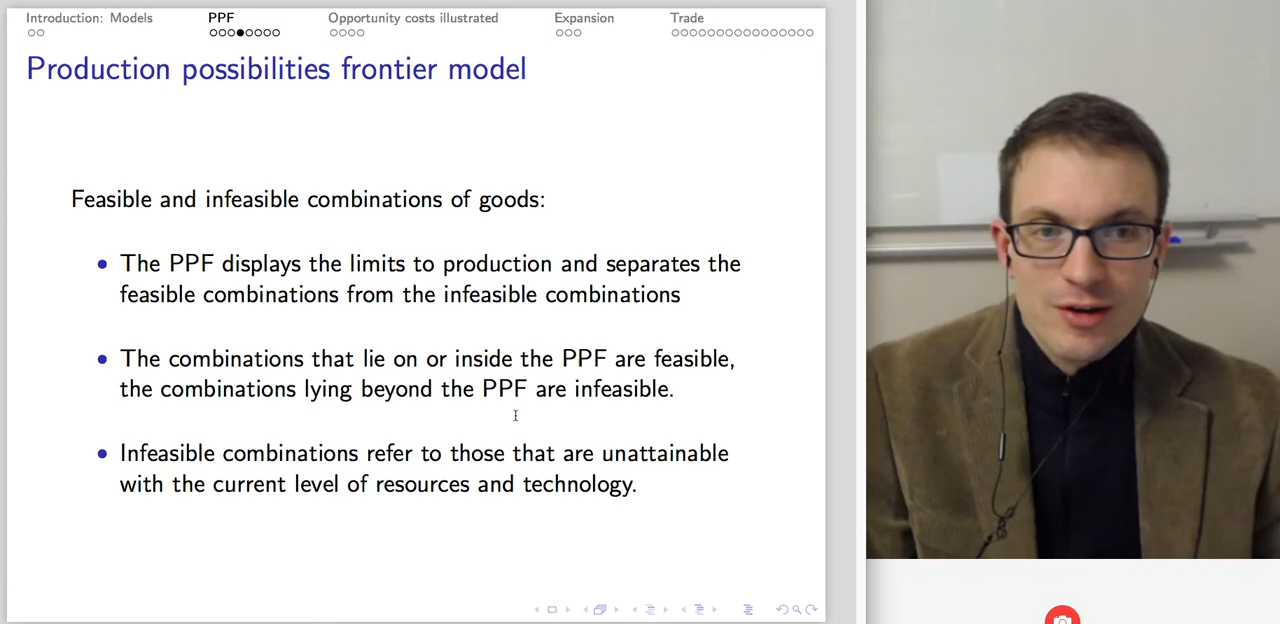 Introduction: Models
PPF
Opportunity costs illustrated
Expansion
Trade
Production possibilities frontier model
Feasible and infeasible combinations of goods:
The PPF displays the limits to production and separates the
feasible combinations from the infeasible combinations
The combinations that lie on or inside the PPF are feasible,
the combinations lying beyond the PPF are infeasible.
Infeasible combinations refer to those that are unattainable
with the current level of resources and technology.